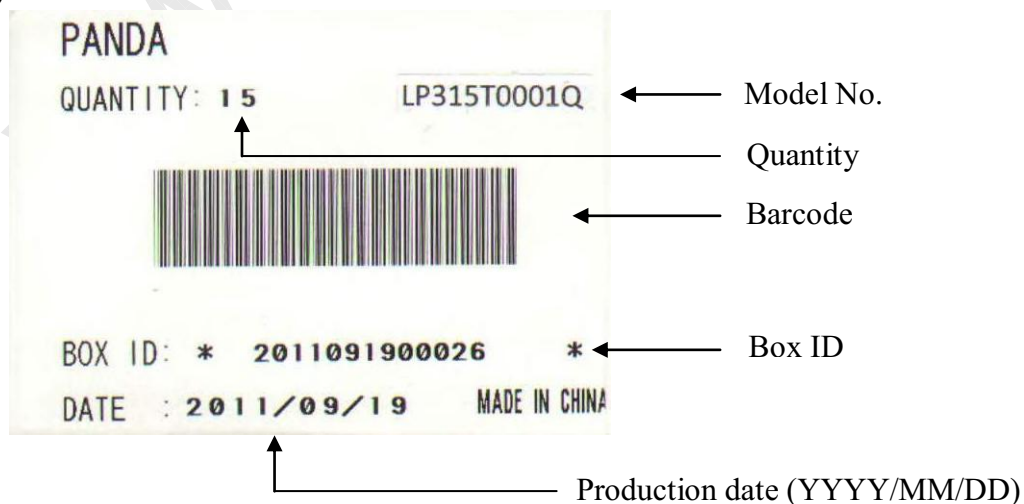 PANDA
QUANTITY: 15 LP315T0001Q Model No.
Quantity
Barcode
BOX ID: * 2011091900026 * Box ID
DATE : 2011/09/19 MADE IN CHINA
Production date (YYYY/MM/DD)